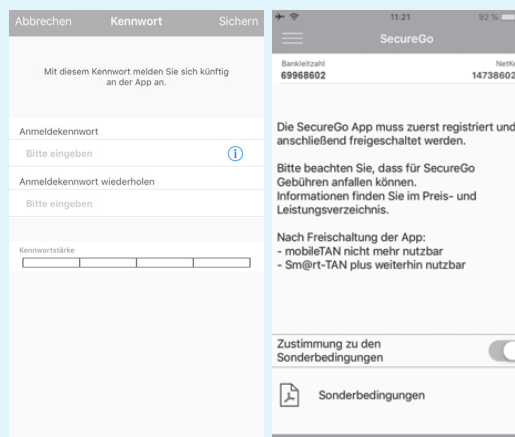 Abbrechen Kennwort Sichern
Mit diesem Kennwort melden Sie sich künftig
an der App an.
Anmeldekennwort
Bitte eingeben
Anmeldekennwort wiederholen
Bitte eingeben
Kennwortstärke
11:21 92 %
SecureGo
Bankleitzahl
69968602 14738602
Die SecureGo App muss zuerst registriert und
anschließend freigeschaltet werden.
Bitte beachten Sie, dass für SecureGo
Gebühren anfallen können.
Informationen finden Sie im Preis- und
Leistungsverzeichnis.
Nach Freischaltung der App:
- mobileTAN nicht mehr nutzbar
- Sm@rt-TAN plus weiterhin nutzbar
Zustimmung zu den
Sonderbedingungen
Sonderbedingungen